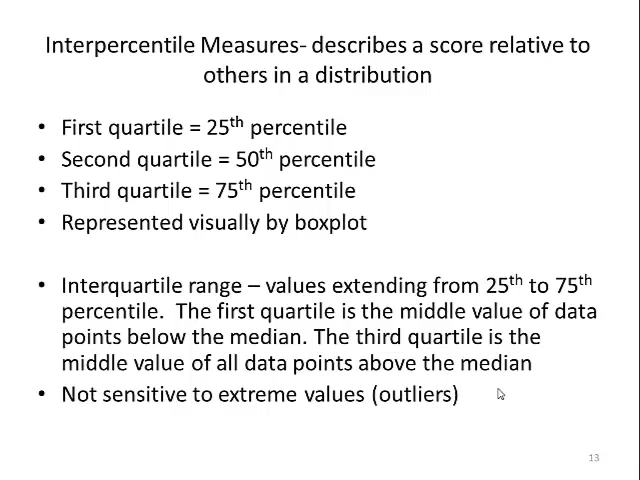 Interpercentile Measures- describes a score relative to
others in a distribution
• First quartile = 25th percentile
• Second quartile = 50th percentile
• Third quartile = 75th percentile
• Represented visually by boxplot
• Interquartile range – values extending from 25th to 75th
percentile.  The first quartile is the middle value of data
points below the median. The third quartile is the
middle value of all data points above the median
• Not sensitive to extreme values (outliers)
13